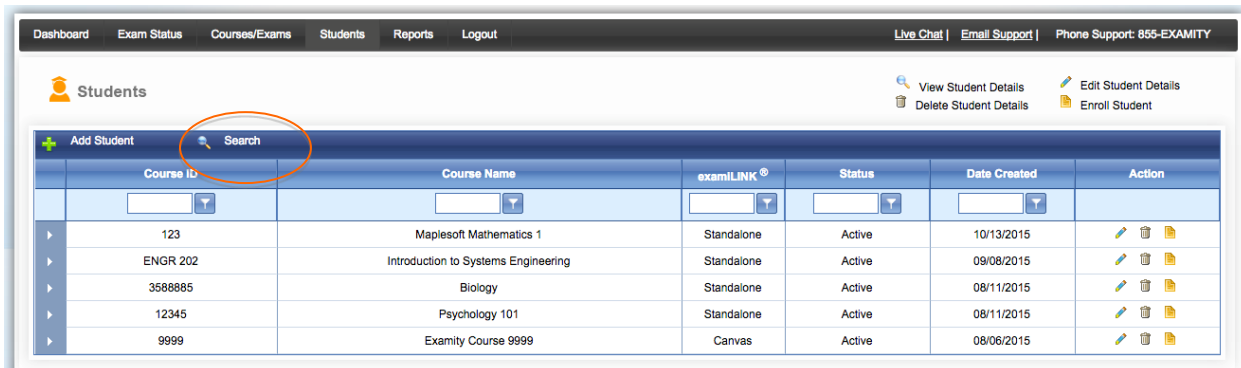 Dashboard Exam Status Courses/Exams Students Reports Logout Live Chat | Email Support | Phone Support: 855-EXAMITY
Students
View Student Details Edit Student Details
Delete Student Details Enroll Student
Add Student Search
Course ID Course Name examiLINK ® Status Date Created Action
123 Maplesoft Mathematics 1 Standalone Active 10/13/2015
ENGR 202 Introduction to Systems Engineering Standalone Active 09/08/2015
3588885 Biology Standalone Active 08/11/2015
12345 Psychology 101 Standalone Active 08/11/2015
9999 Examity Course 9999 Canvas Active 08/06/2015